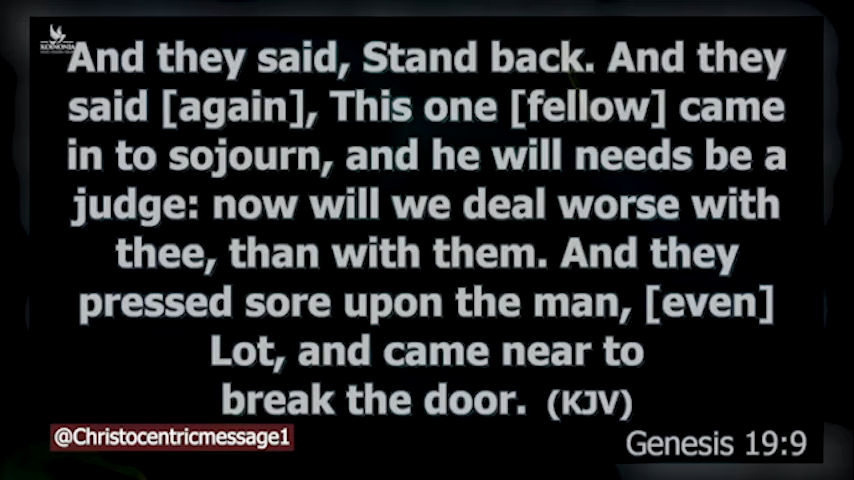 KOINONIA
And they said, Stand back. And they
said [again], This one [fellow] came
in to sojourn, and he will needs be a
judge: now will we deal worse with
thee, than with them. And they
pressed sore upon the man, [even]
Lot, and came near to
break the door. (KJV)
@Christocentricmessage1
Genesis 19:9